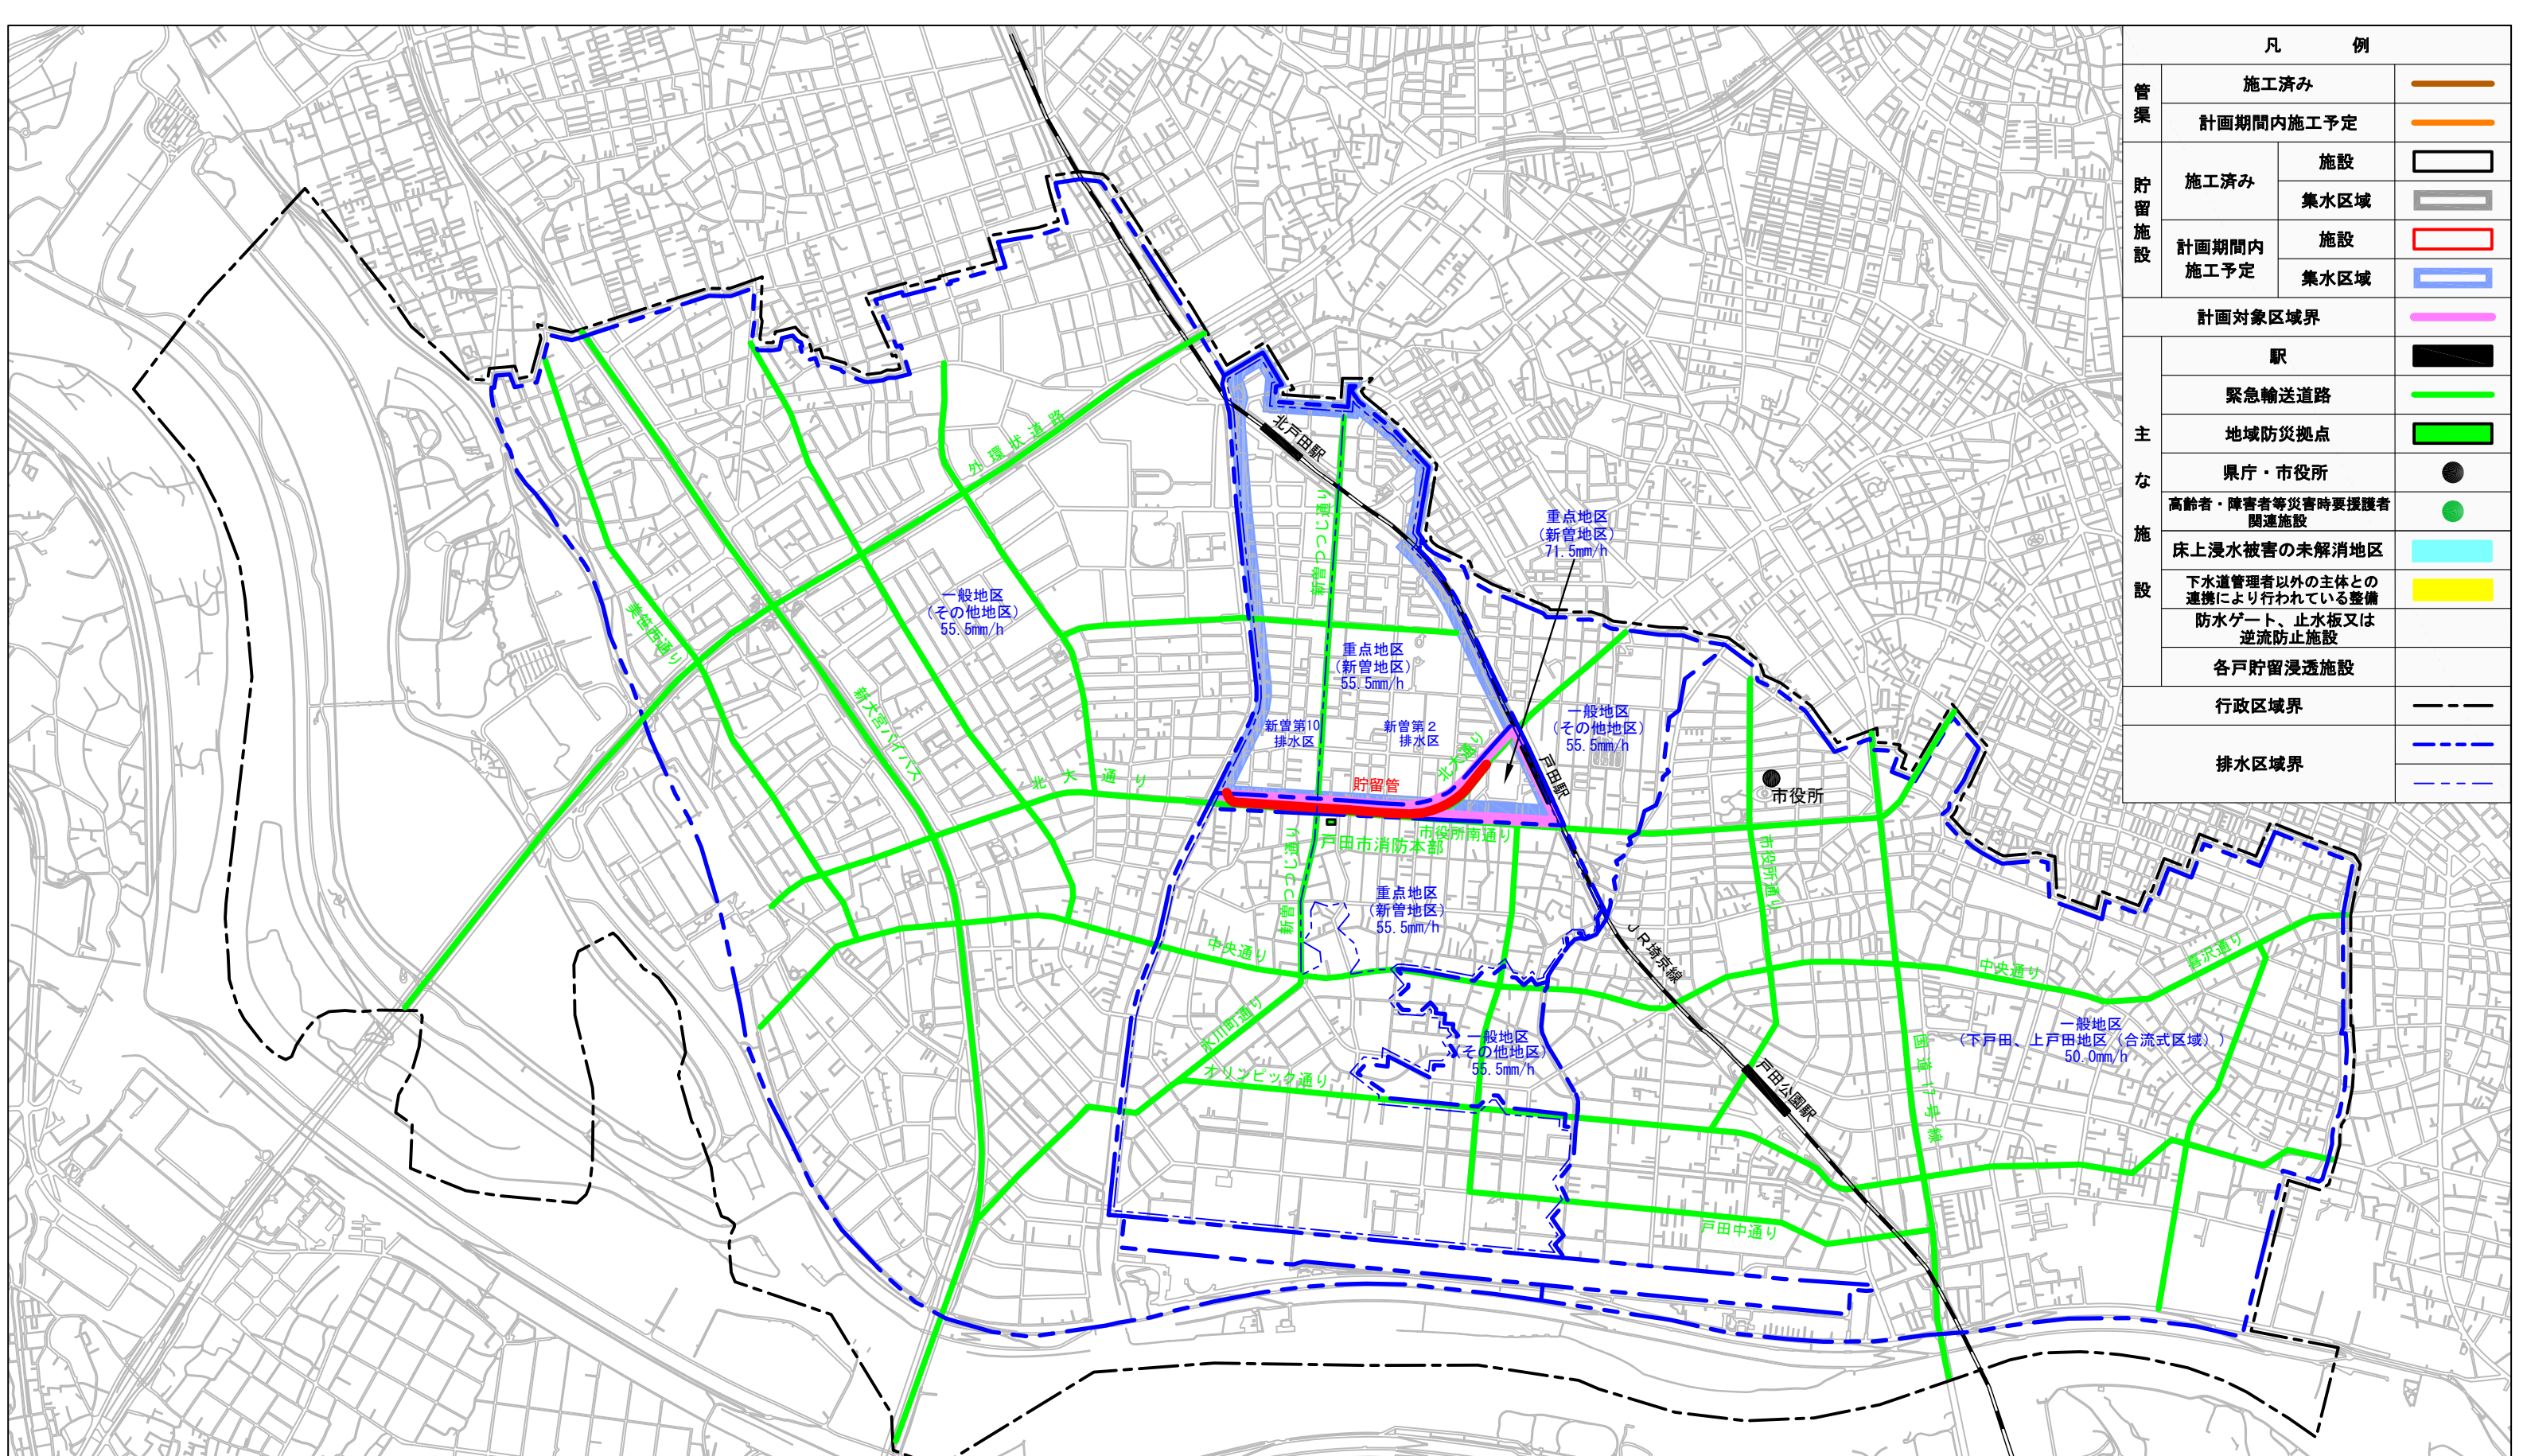 凡 例
管渠
施工済み
計画期間内施工予定
貯留施設
施工済み
施設
集水区域
計画期間内
施工予定
施設
集水区域
計画対象区域界
主な施設
駅
緊急輸送道路
地域防災拠点
県庁・市役所
高齢者・障害者等災害時要援護者
関連施設
床上浸水被害の未解消地区
下水道管理者以外の主体との
連携により行われている整備
防水ゲート、止水板又は
逆流防止施設
各戸貯留浸透施設
行政区域界
排水区域界
北戸田駅
外環状道路
新曽つつじ通り
重点地区
(新曽地区)
71.5mm/h
一般地区
(その他地区)
55.5mm/h
美笹西通り
重点地区
(新曽地区)
55.5mm/h
新大宮バイパス
新曽第10
排水区
新曽第2
排水区
一般地区
(その他地区)
55.5mm/h
北大通り
北大通り
貯留管
戸田駅
市役所
市役所南通り
戸田市消防本部
新曽つつじ通り
市役所通り
重点地区
(新曽地区)
55.5mm/h
中央通り
JR埼京線
中央通り
喜沢通り
氷川町通り
一般地区
(その他地区)
55.5mm/h
オリンピック通り
一般地区
(下戸田、上戸田地区(合流式区域))
50.0mm/h
国道17号線
戸田公園駅
戸田中通り